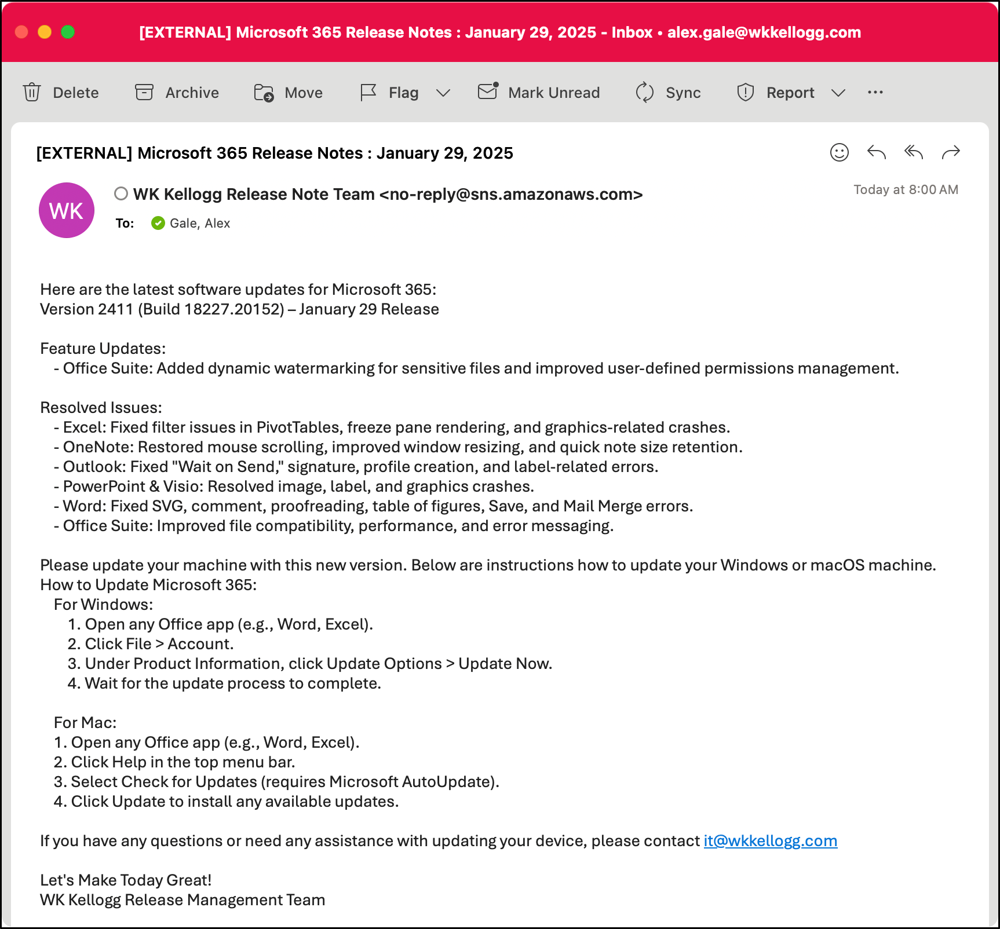 [EXTERNAL] Microsoft 365 Release Notes : January 29, 2025 - Inbox • alex.gale@wkkellogg.com
Delete Archive Move Flag Mark Unread Sync Report
[EXTERNAL] Microsoft 365 Release Notes : January 29, 2025
WK
WK Kellogg Release Note Team <no-reply@sns.amazonaws.com>
Today at 8:00 AM
To: Gale, Alex
Here are the latest software updates for Microsoft 365:
Version 2411 (Build 18227.20152) – January 29 Release
Feature Updates:
- Office Suite: Added dynamic watermarking for sensitive files and improved user-defined permissions management.
Resolved Issues:
- Excel: Fixed filter issues in PivotTables, freeze pane rendering, and graphics-related crashes.
- OneNote: Restored mouse scrolling, improved window resizing, and quick note size retention.
- Outlook: Fixed "Wait on Send," signature, profile creation, and label-related errors.
- PowerPoint & Visio: Resolved image, label, and graphics crashes.
- Word: Fixed SVG, comment, proofreading, table of figures, Save, and Mail Merge errors.
- Office Suite: Improved file compatibility, performance, and error messaging.
Please update your machine with this new version. Below are instructions how to update your Windows or macOS machine.
How to Update Microsoft 365:
For Windows:
1. Open any Office app (e.g., Word, Excel).
2. Click File > Account.
3. Under Product Information, click Update Options > Update Now.
4. Wait for the update process to complete.
For Mac:
1. Open any Office app (e.g., Word, Excel).
2. Click Help in the top menu bar.
3. Select Check for Updates (requires Microsoft AutoUpdate).
4. Click Update to install any available updates.
If you have any questions or need any assistance with updating your device, please contact it@wkkellogg.com
Let's Make Today Great!
WK Kellogg Release Management Team